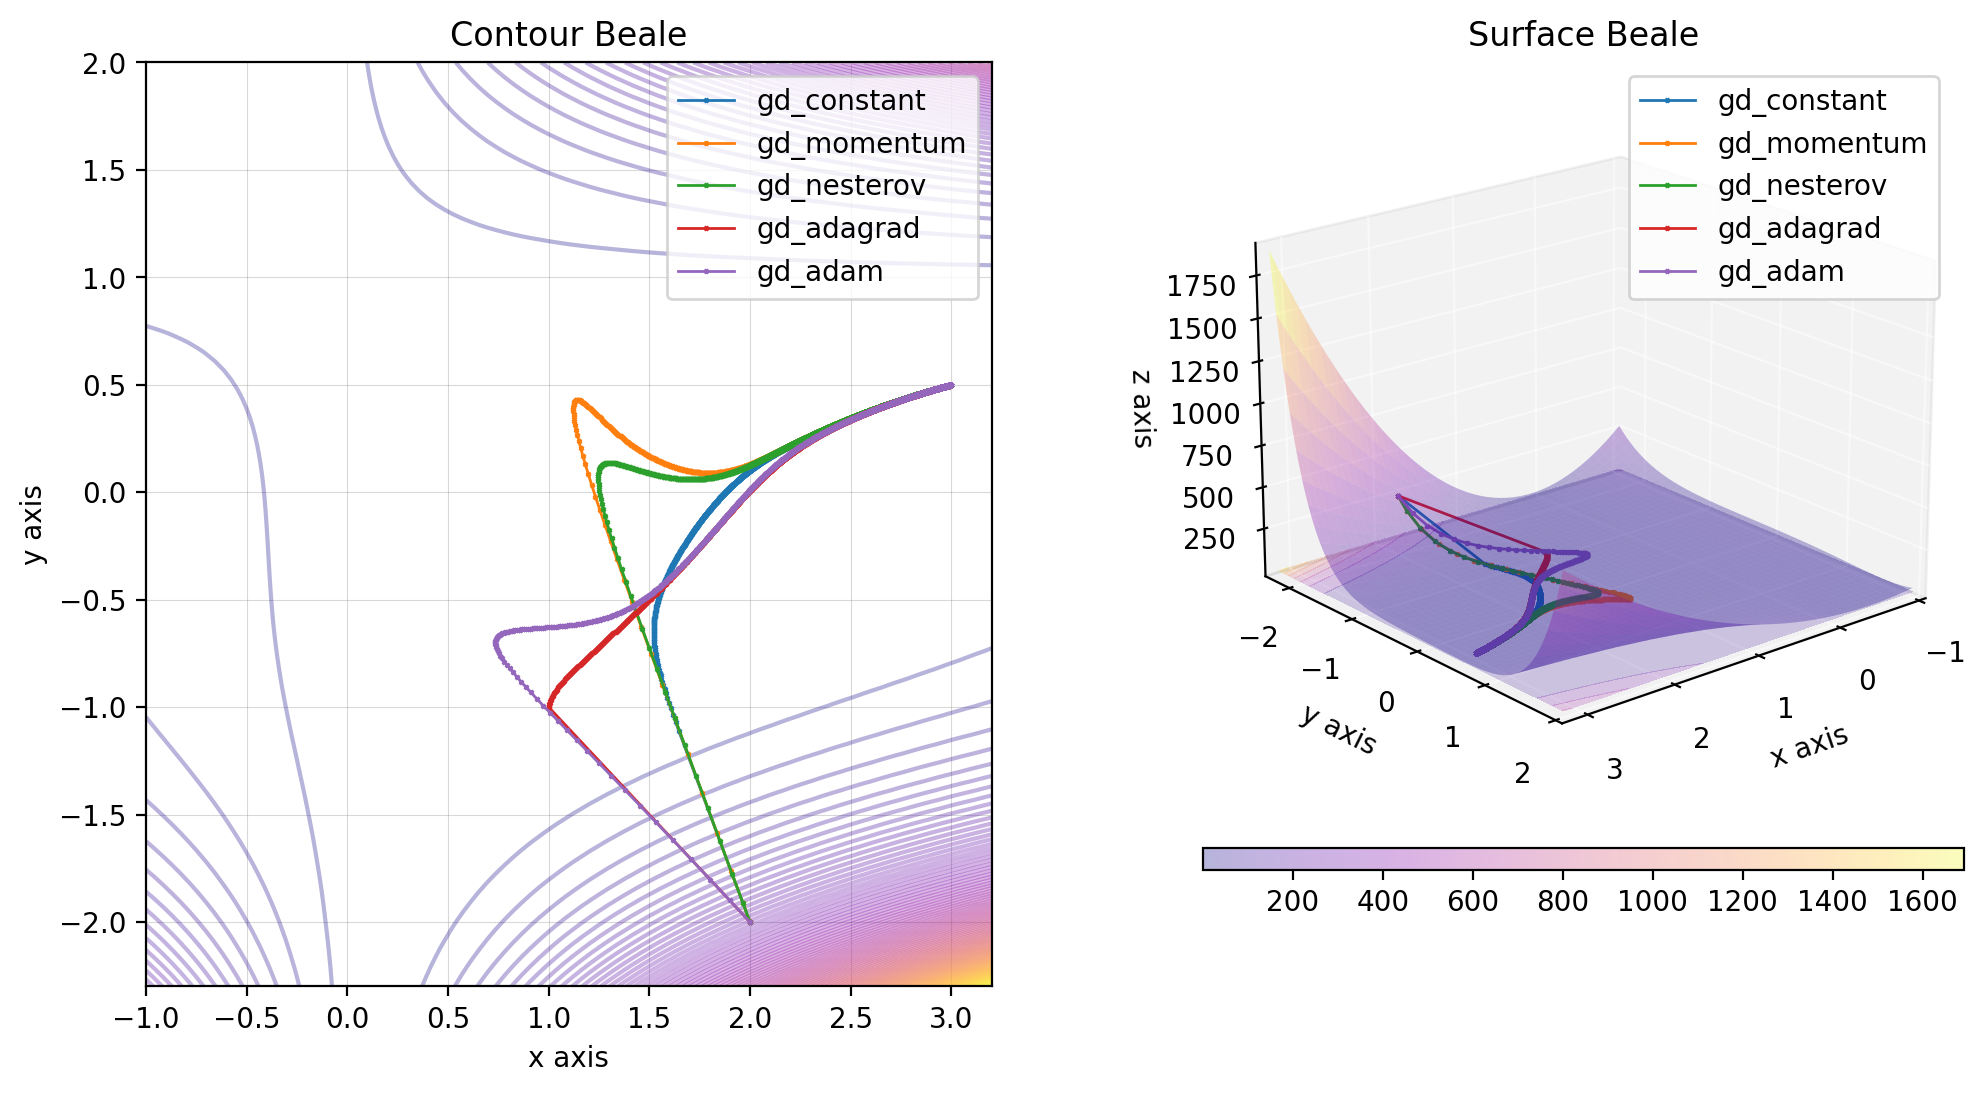 Contour Beale
2.0
1.5
1.0
0.5
0.0
−0.5
−1.0
−1.5
−2.0
y axis
−1.0 −0.5 0.0 0.5 1.0 1.5 2.0 2.5 3.0
x axis
gd_constant
gd_momentum
gd_nesterov
gd_adagrad
gd_adam
Surface Beale
gd_constant
gd_momentum
gd_nesterov
gd_adagrad
gd_adam
1750
1500
1250
1000
750
500
250
z axis
−2
−1
0
1
2
y axis
−1
0
1
2
3
x axis
200 400 600 800 1000 1200 1400 1600